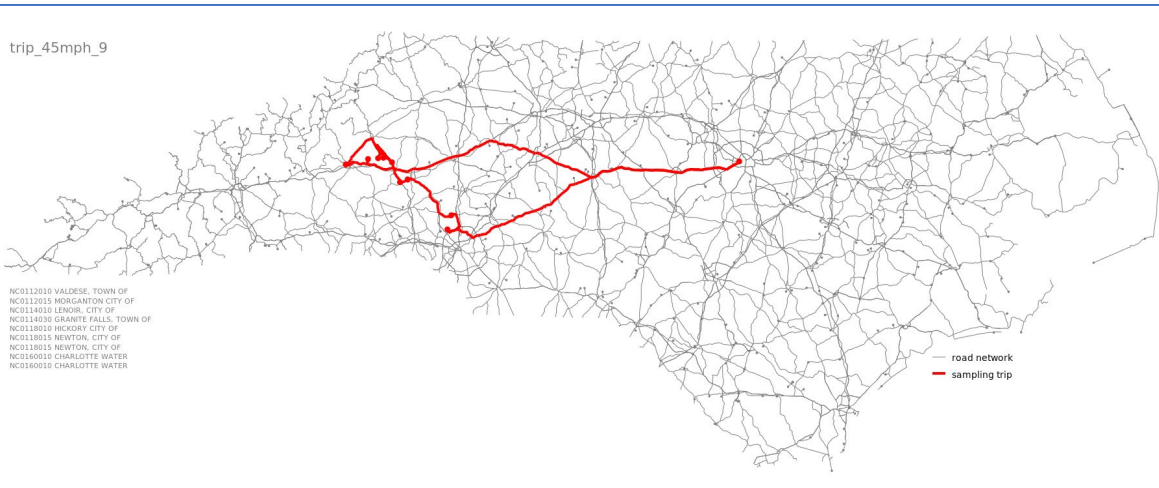 trip_45mph_9
NC0112010 VALDESE, TOWN OF
NC0112015 MORGANTON CITY OF
NC0114010 LENOIR, CITY OF
NC0114030 GRANITE FALLS, TOWN OF
NC0118010 HICKORY CITY OF
NC0118015 NEWTON, CITY OF
NC0118015 NEWTON, CITY OF
NC0160010 CHARLOTTE WATER
NC0160010 CHARLOTTE WATER
road network
sampling trip